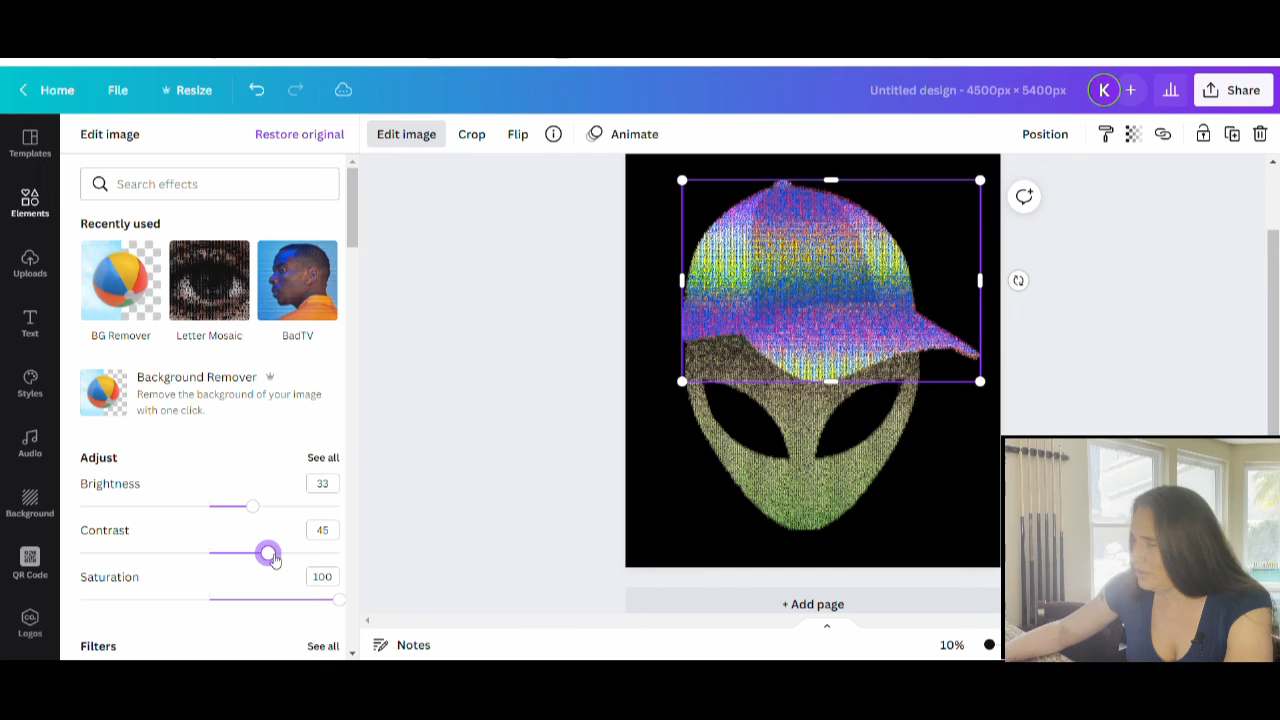 Home
File
Resize
Untitled design - 4500px × 5400px
K
+
Share
Templates
Elements
Uploads
Text
Styles
Audio
Background
QR Code
CO.
Logos
Edit image
Restore original
Search effects
Recently used
BG Remover
Letter Mosaic
BadTV
Background Remover
Remove the background of your image
with one click.
Adjust
See all
Brightness
33
Contrast
45
Saturation
100
Filters
See all
Edit image
Crop
Flip
Animate
Position
+ Add page
Notes
10%